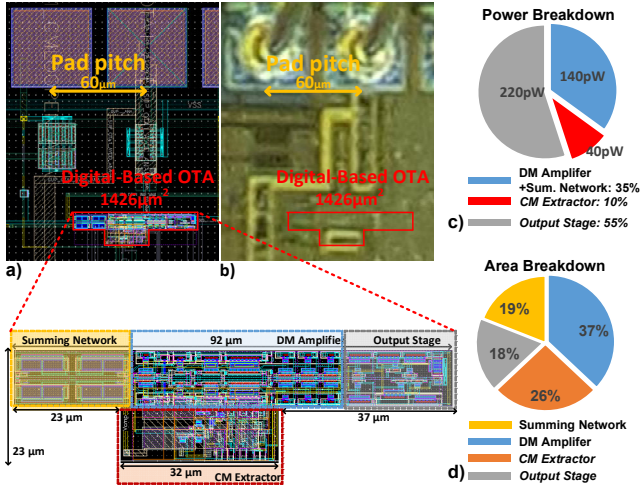 Pad pitch
60μm
VSS
Digital-Based OTA
1426μm²
a)
Pad pitch
60μm
Digital-Based OTA
1426μm²
b)
Power Breakdown
140pW
220pW
40pW
DM Amplifer
+Sum. Network: 35%
CM Extractor: 10%
Output Stage: 55%
c)
Summing Network
92 μm
DM Amplifie
Output Stage
23 μm
37 μm
23 μm
32 μm
CM Extractor
Area Breakdown
19%
37%
18%
26%
Summing Network
DM Amplifer
CM Extractor
Output Stage
d)